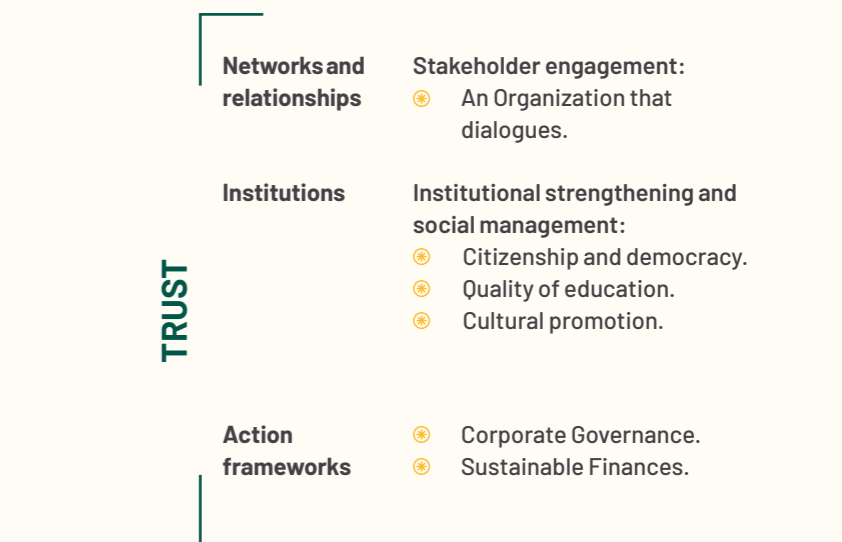 TRUST
Networks and
relationships
Stakeholder engagement:
An Organization that
dialogues.
Institutions
Institutional strengthening and
social management:
Citizenship and democracy.
Quality of education.
Cultural promotion.
Action
frameworks
Corporate Governance.
Sustainable Finances.